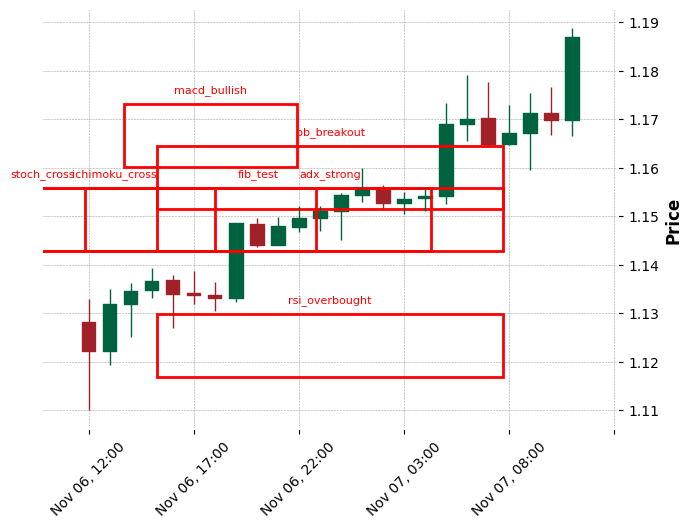 1.19
1.18
macd_bullish
1.17
bb_breakout
1.16
stoch_cross
ichimoku_cross
fib_test
adx_strong
1.15
Price
1.14
1.13
rsi_overbought
1.12
1.11
Nov 06, 12:00
Nov 06, 17:00
Nov 06, 22:00
Nov 07, 03:00
Nov 07, 08:00